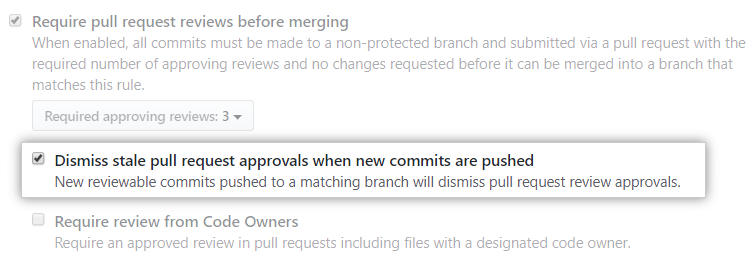 Require pull request reviews before merging
When enabled, all commits must be made to a non-protected branch and submitted via a pull request with the
required number of approving reviews and no changes requested before it can be merged into a branch that
matches this rule.
Required approving reviews: 3
Dismiss stale pull request approvals when new commits are pushed
New reviewable commits pushed to a matching branch will dismiss pull request review approvals.
Require review from Code Owners
Require an approved review in pull requests including files with a designated code owner.